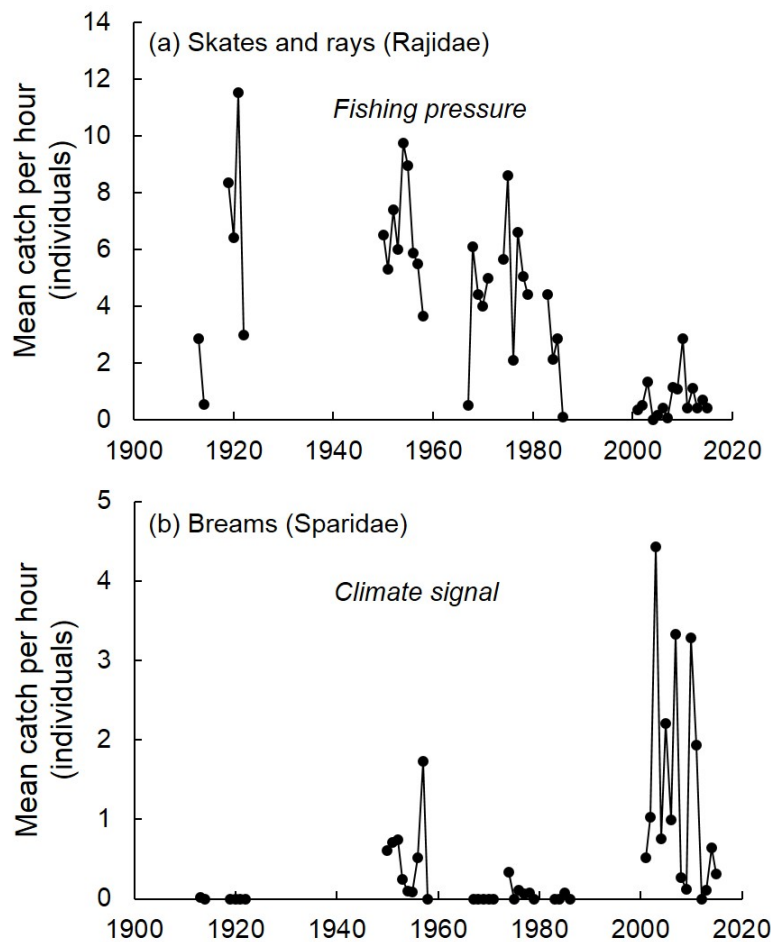 (a) Skates and rays (Rajidae)
Fishing pressure
Mean catch per hour
(individuals)
14
12
10
8
6
4
2
0
1900 1920 1940 1960 1980 2000 2020
(b) Breams (Sparidae)
Climate signal
Mean catch per hour
(individuals)
5
4
3
2
1
0
1900 1920 1940 1960 1980 2000 2020